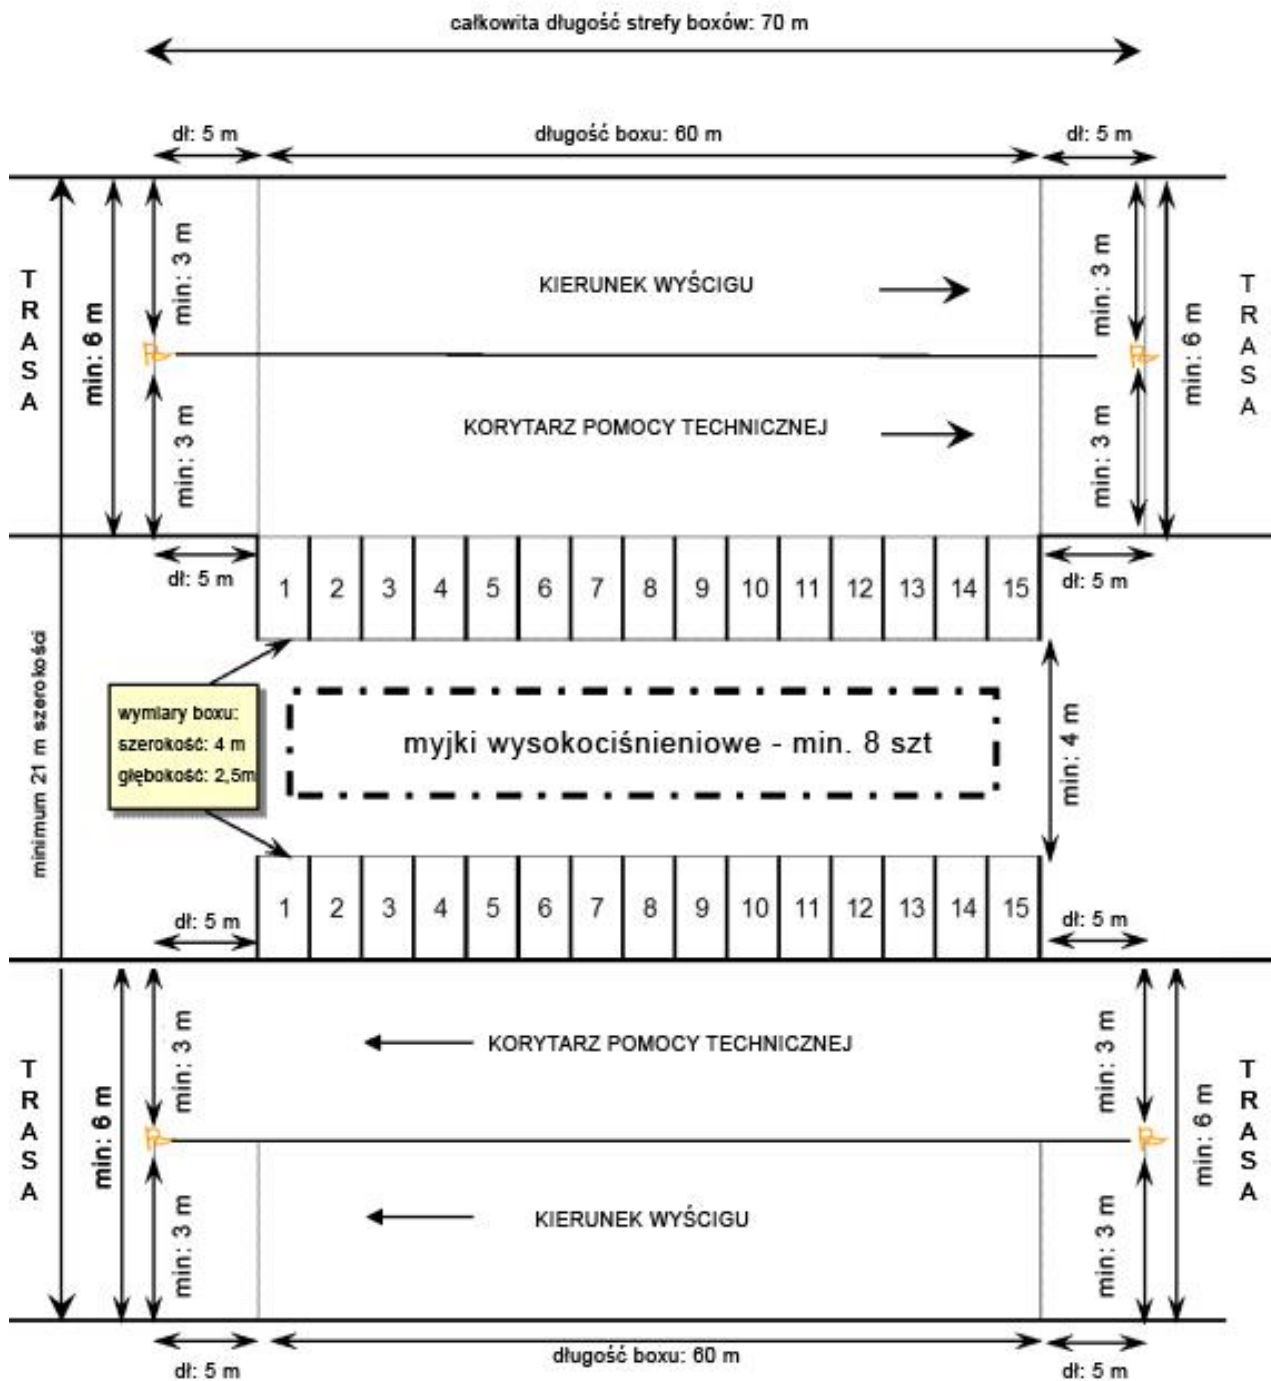 całkowita długość strefy boxów: 70 m
dł: 5 m
długość boxu: 60 m
dł: 5 m
TRASA
min: 6 m
min: 3 m
KIERUNEK WYŚCIGU
min: 3 m
min: 6 m
TRASA
min: 3 m
KORYTARZ POMOCY TECHNICZNEJ
min: 3 m
dł: 5 m
1 2 3 4 5 6 7 8 9 10 11 12 13 14 15
dł: 5 m
minimum 21 m szerokości
wymiary boxu:
szerokość: 4 m
głębokość: 2,5m
myjki wysokociśnieniowe - min. 8 szt
min: 4 m
dł: 5 m
1 2 3 4 5 6 7 8 9 10 11 12 13 14 15
dł: 5 m
TRASA
min: 6 m
min: 3 m
KORYTARZ POMOCY TECHNICZNEJ
min: 3 m
min: 6 m
TRASA
min: 3 m
KIERUNEK WYŚCIGU
min: 3 m
dł: 5 m
długość boxu: 60 m
dł: 5 m